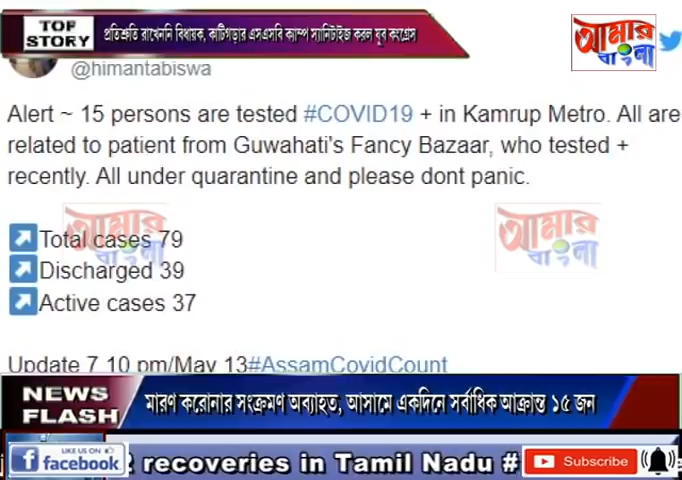 TOP
STORY
প্রতিশ্রুতি রাখেননি বিধায়ক, কাটিগড়ার এসএসবি ক্যাম্প স্যানিটাইজ করল যুব কংগ্রেস
আমার
বাংলা
@himantabiswa
Alert ~ 15 persons are tested #COVID19 + in Kamrup Metro. All are
related to patient from Guwahati's Fancy Bazaar, who tested +
recently. All under quarantine and please dont panic.
আমার
বাংলা
আমার
বাংলা
Total cases 79
Discharged 39
Active cases 37
Update 7.10 pm/May 13#AssamCovidCount
NEWS
FLASH
মারণ করোনার সংক্রমণ অব্যাহত, আসামে একদিনে সর্বাধিক আক্রান্ত ১৫ জন
LIKE US ON
facebook
2 recoveries in Tamil Nadu #
Subscribe